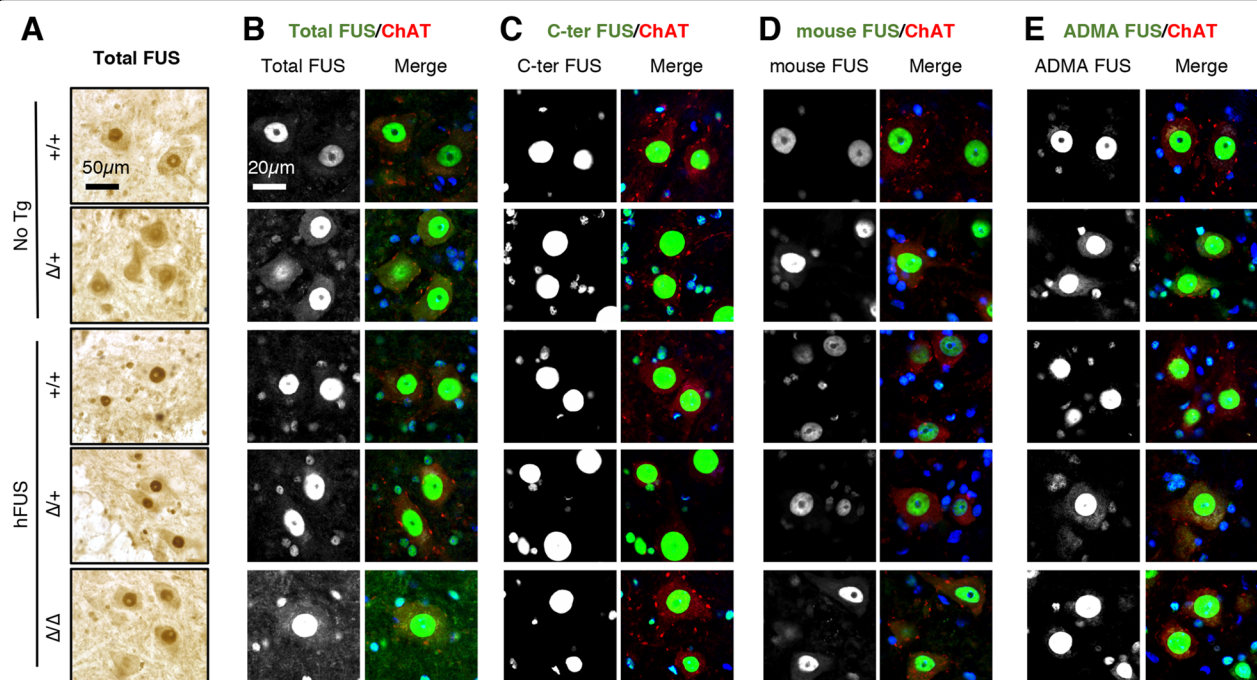 A
Total FUS
B
Total FUS/ChAT
Total FUS
Merge
C
C-ter FUS/ChAT
C-ter FUS
Merge
D
mouse FUS/ChAT
mouse FUS
Merge
E
ADMA FUS/ChAT
ADMA FUS
Merge
No Tg
+/+
50µm
20µm
Δ/+
hFUS
+/+
Δ/+
Δ/Δ